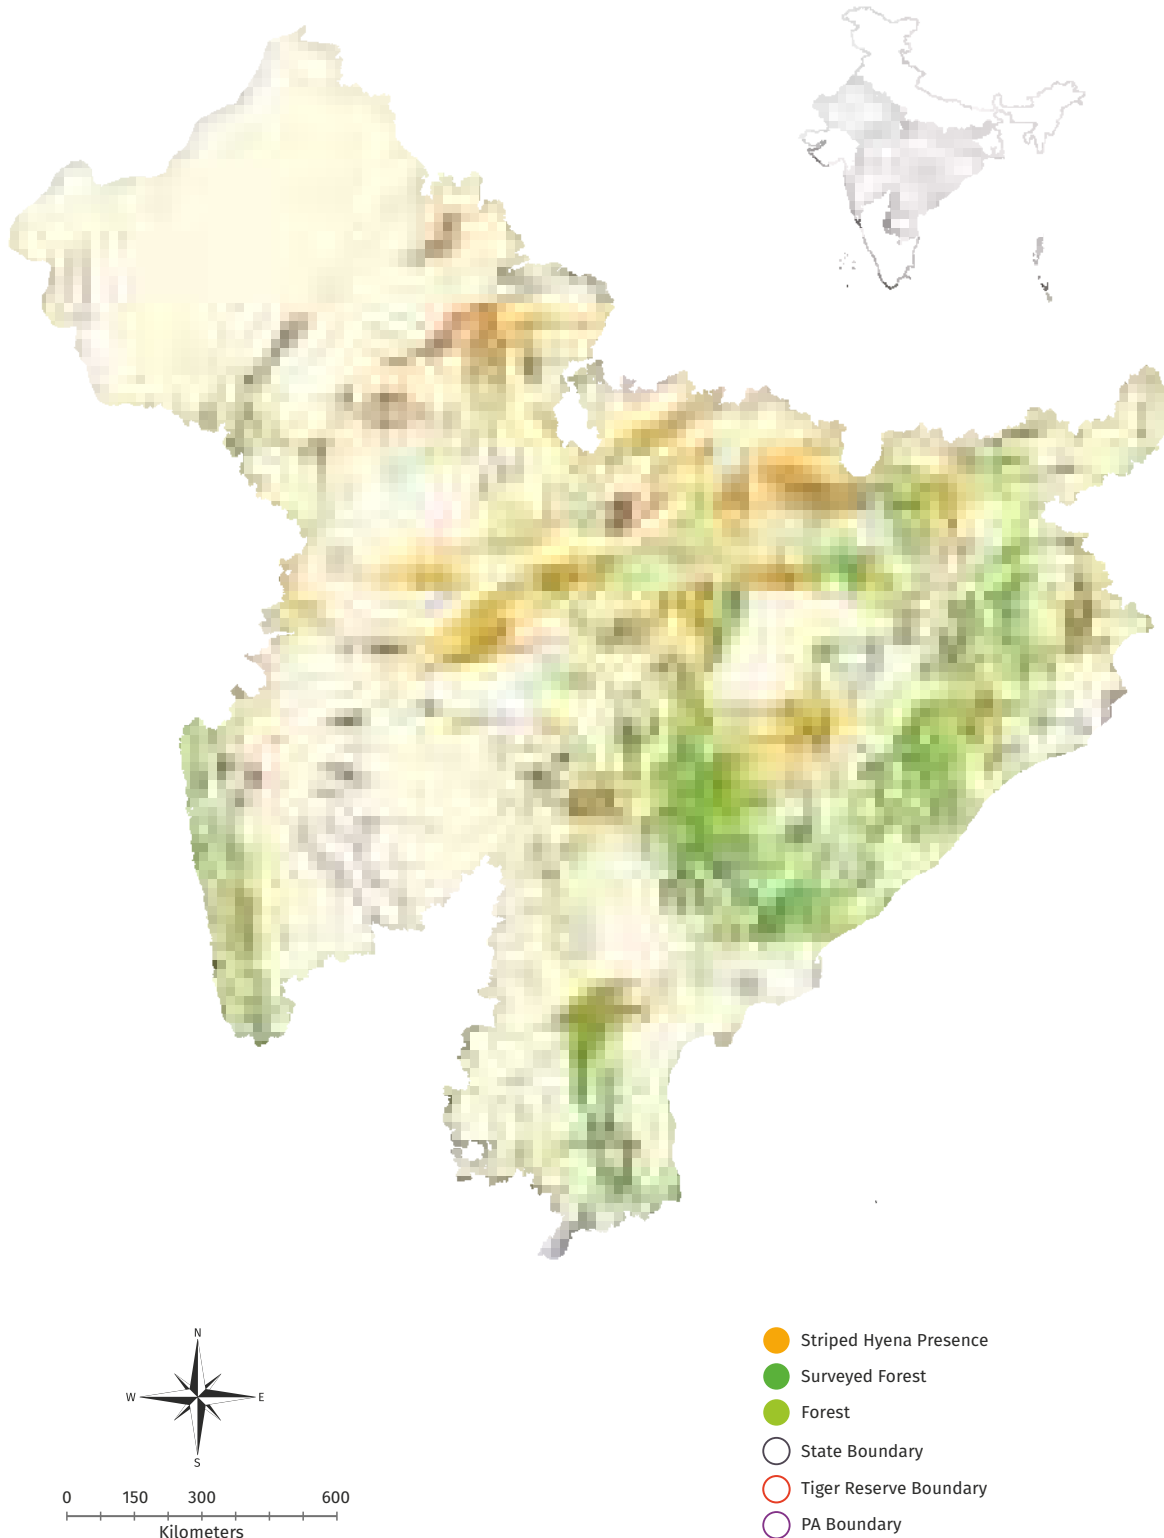 N
W E
S
0 150 300 600
Kilometers
Striped Hyena Presence
Surveyed Forest
Forest
State Boundary
Tiger Reserve Boundary
PA Boundary